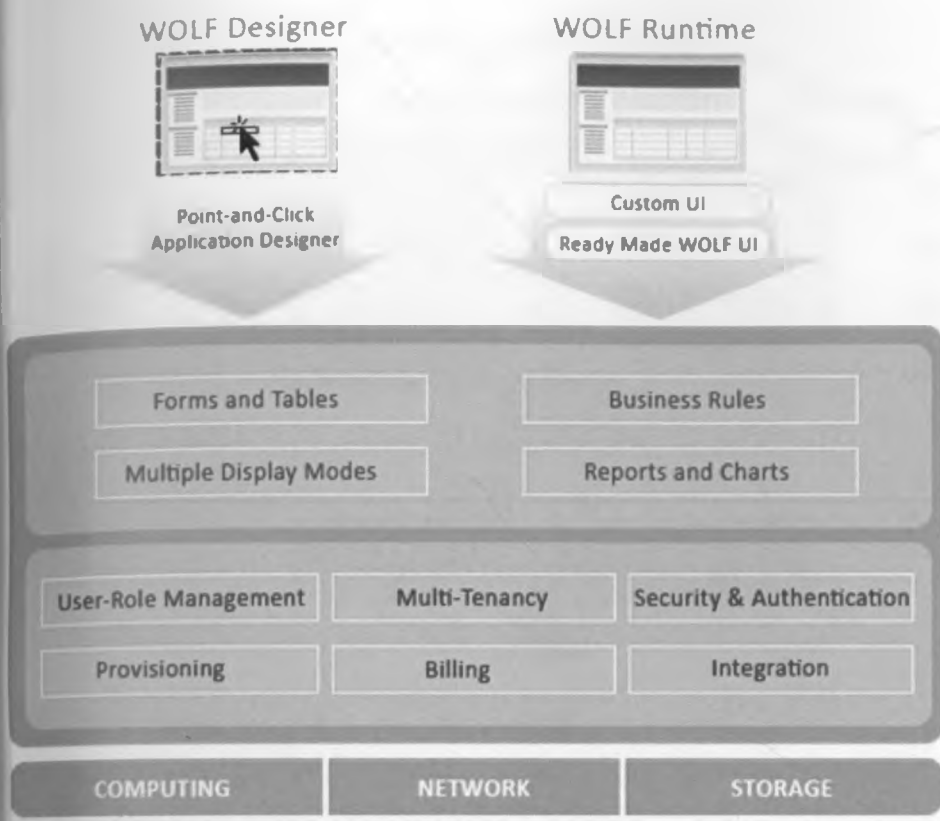 WOLF Designer
WOLF Runtime
Point-and-Click
Application Designer
Custom UI
Ready Made WOLF UI
Forms and Tables
Business Rules
Multiple Display Modes
Reports and Charts
User-Role Management
Multi-Tenancy
Security & Authentication
Provisioning
Billing
Integration
COMPUTING
NETWORK
STORAGE